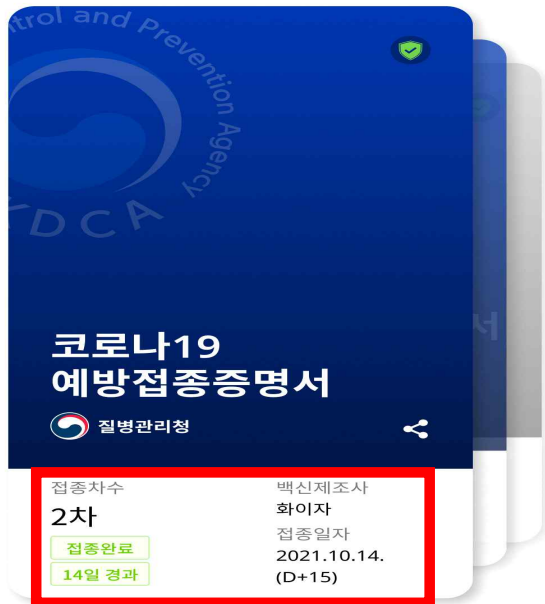 trol and Prevention Agency
KDCA
코로나19
예방접종증명서
질병관리청
접종차수
2차
접종완료
14일 경과
백신제조사
화이자
접종일자
2021.10.14.
(D+15)
서